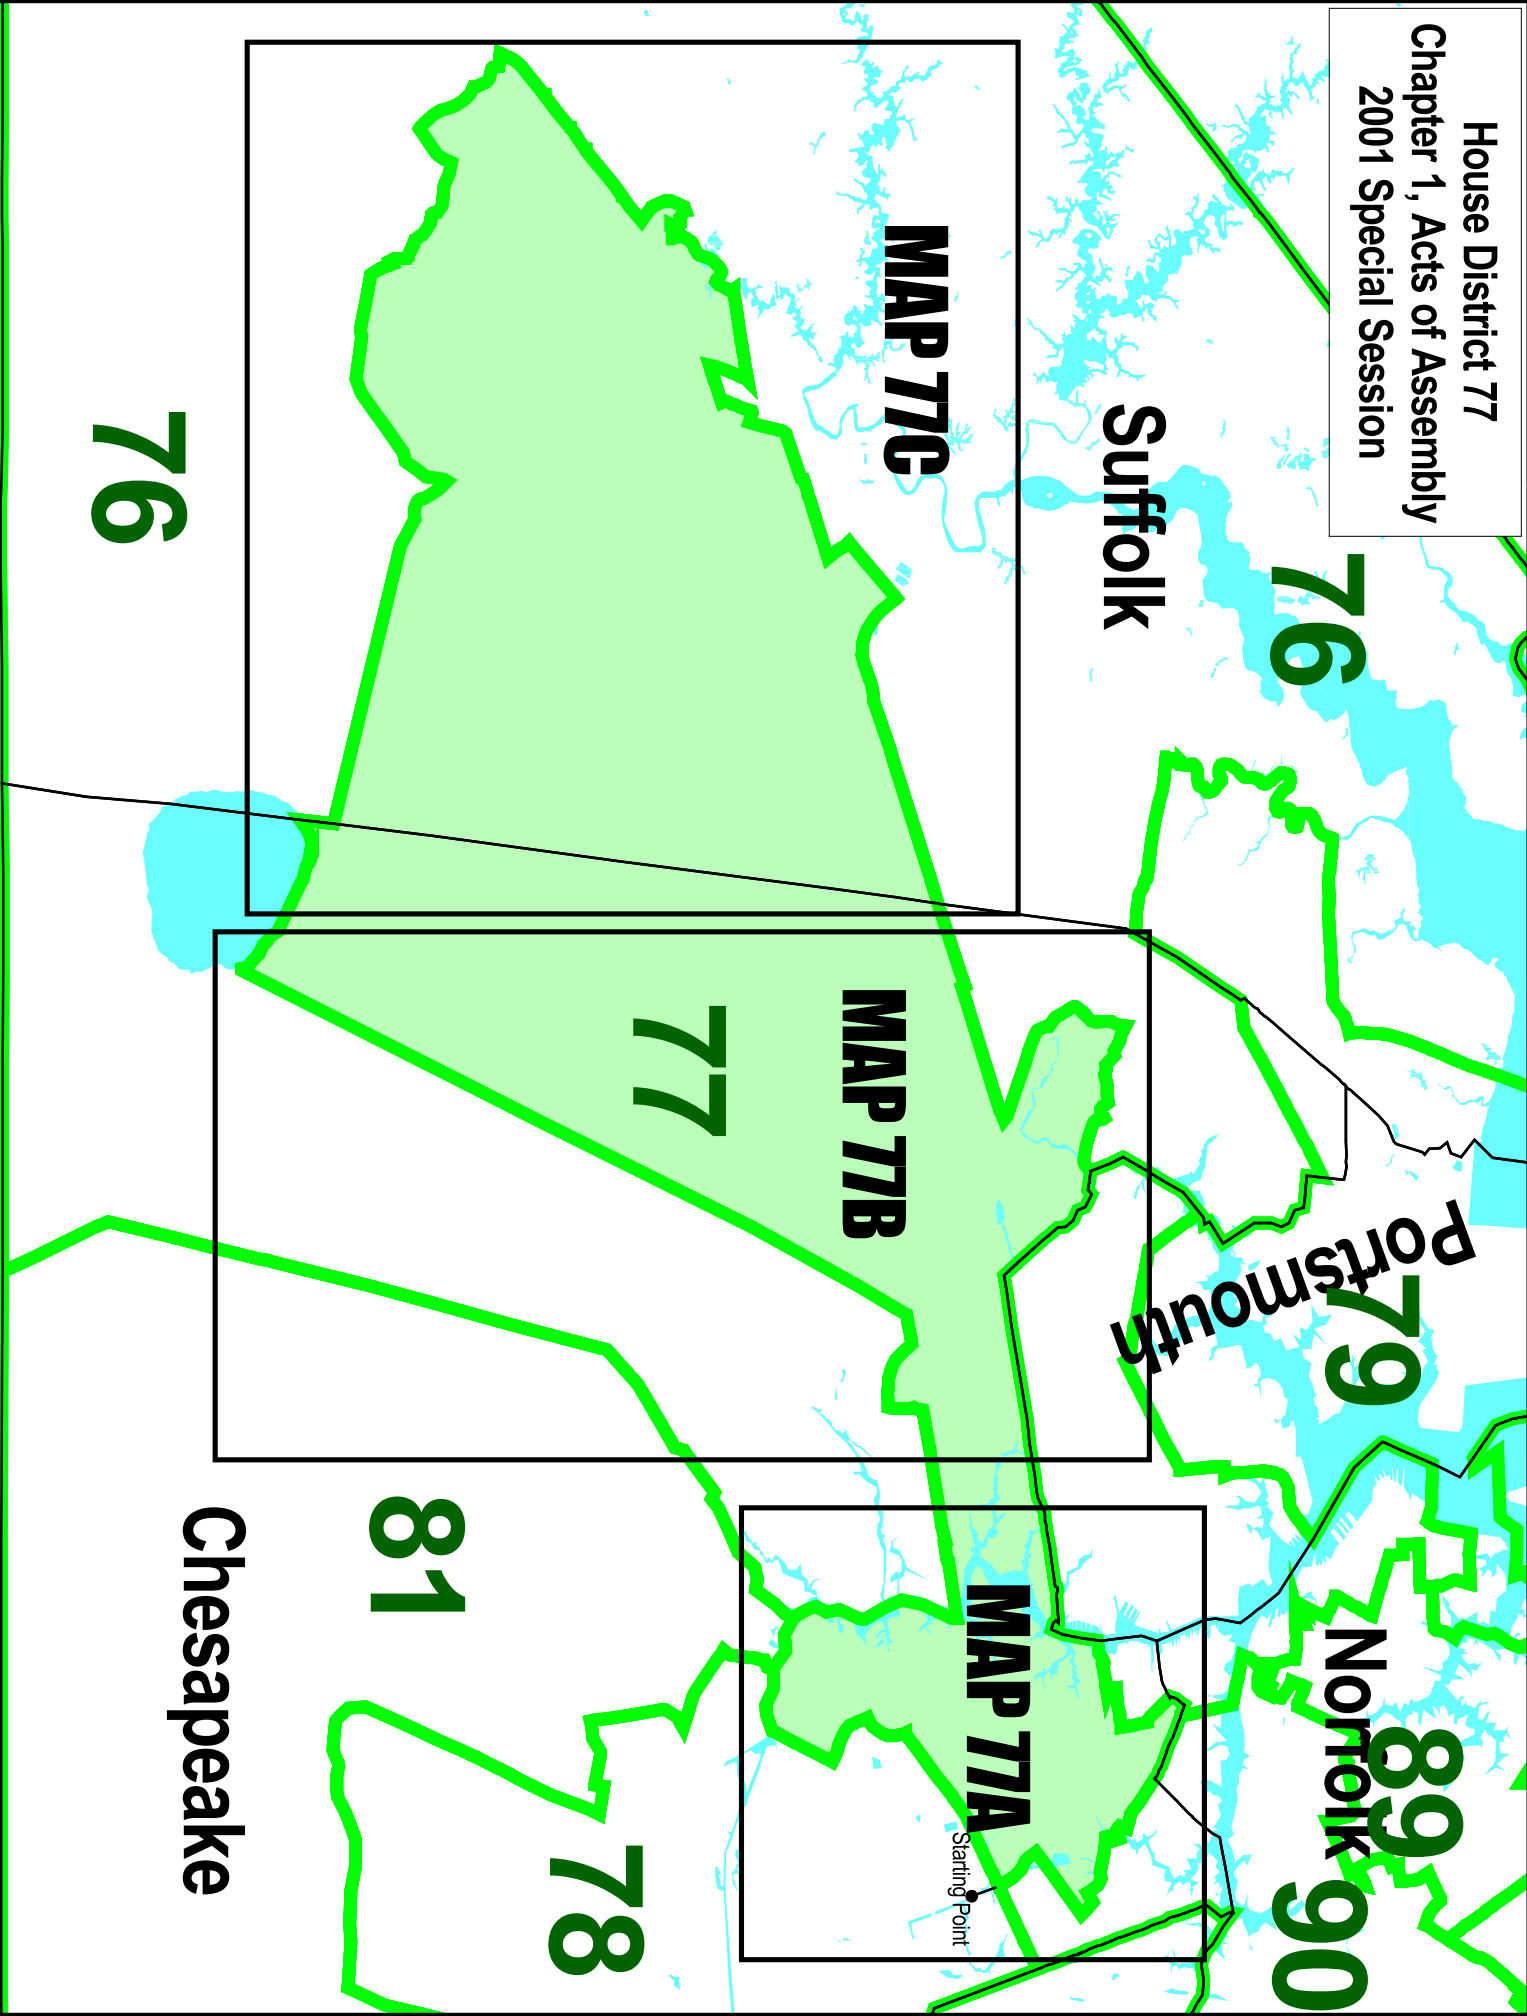 House District 77
Chapter 1, Acts of Assembly
2001 Special Session
76
Suffolk
MAP 77C
76
Portsmouth
79
MAP 77B
77
Norfolk
89
90
MAP 77A
Starting Point
81
78
Chesapeake